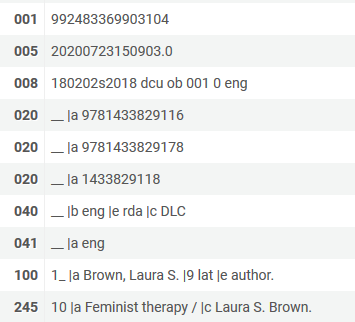 001 992483369903104
005 20200723150903.0
008 180202s2018 dcu ob 001 0 eng
020 __ |a 9781433829116
020 __ |a 9781433829178
020 __ |a 1433829118
040 __ |b eng |e rda |c DLC
041 __ |a eng
100 1_ |a Brown, Laura S. |9 lat |e author.
245 10 |a Feminist therapy / |c Laura S. Brown.